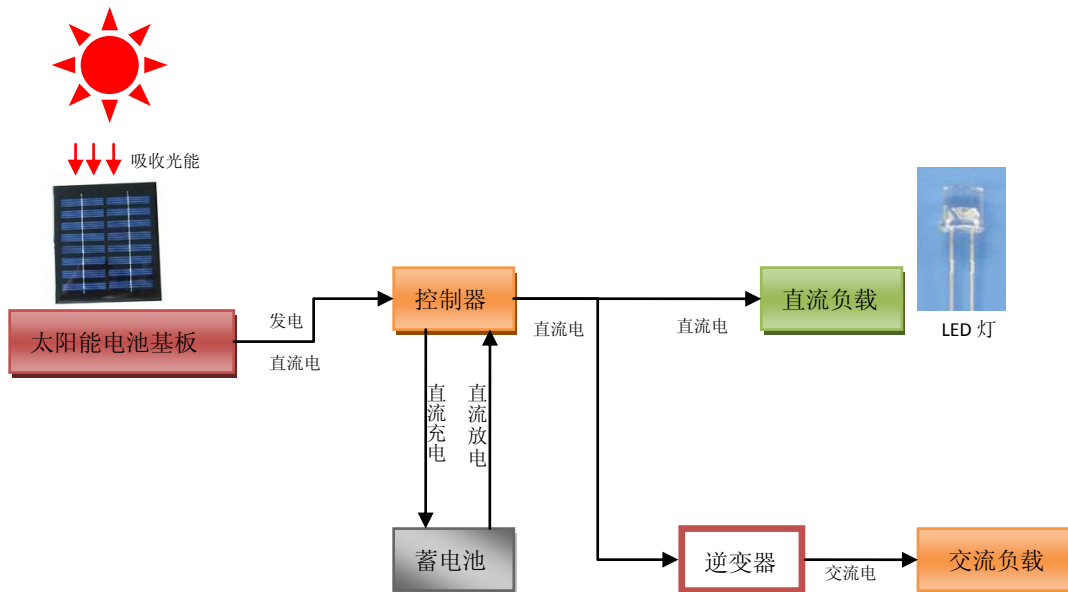 吸收光能
太阳能电池基板
发电
直流电
控制器
直流电
直流电
直流负载
LED 灯
直流充电
直流放电
蓄电池
逆变器
交流电
交流负载